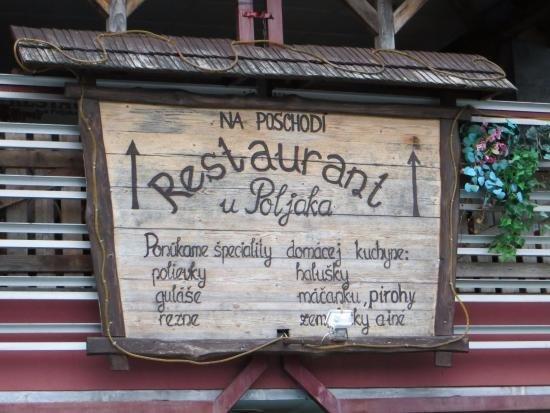 NA POSCHODÍ
Restaurant
u Poljaka
Ponúkame špeciality domácej kuchyne:
polievky halušky
guláše máčanku, pirohy
rezne a iné